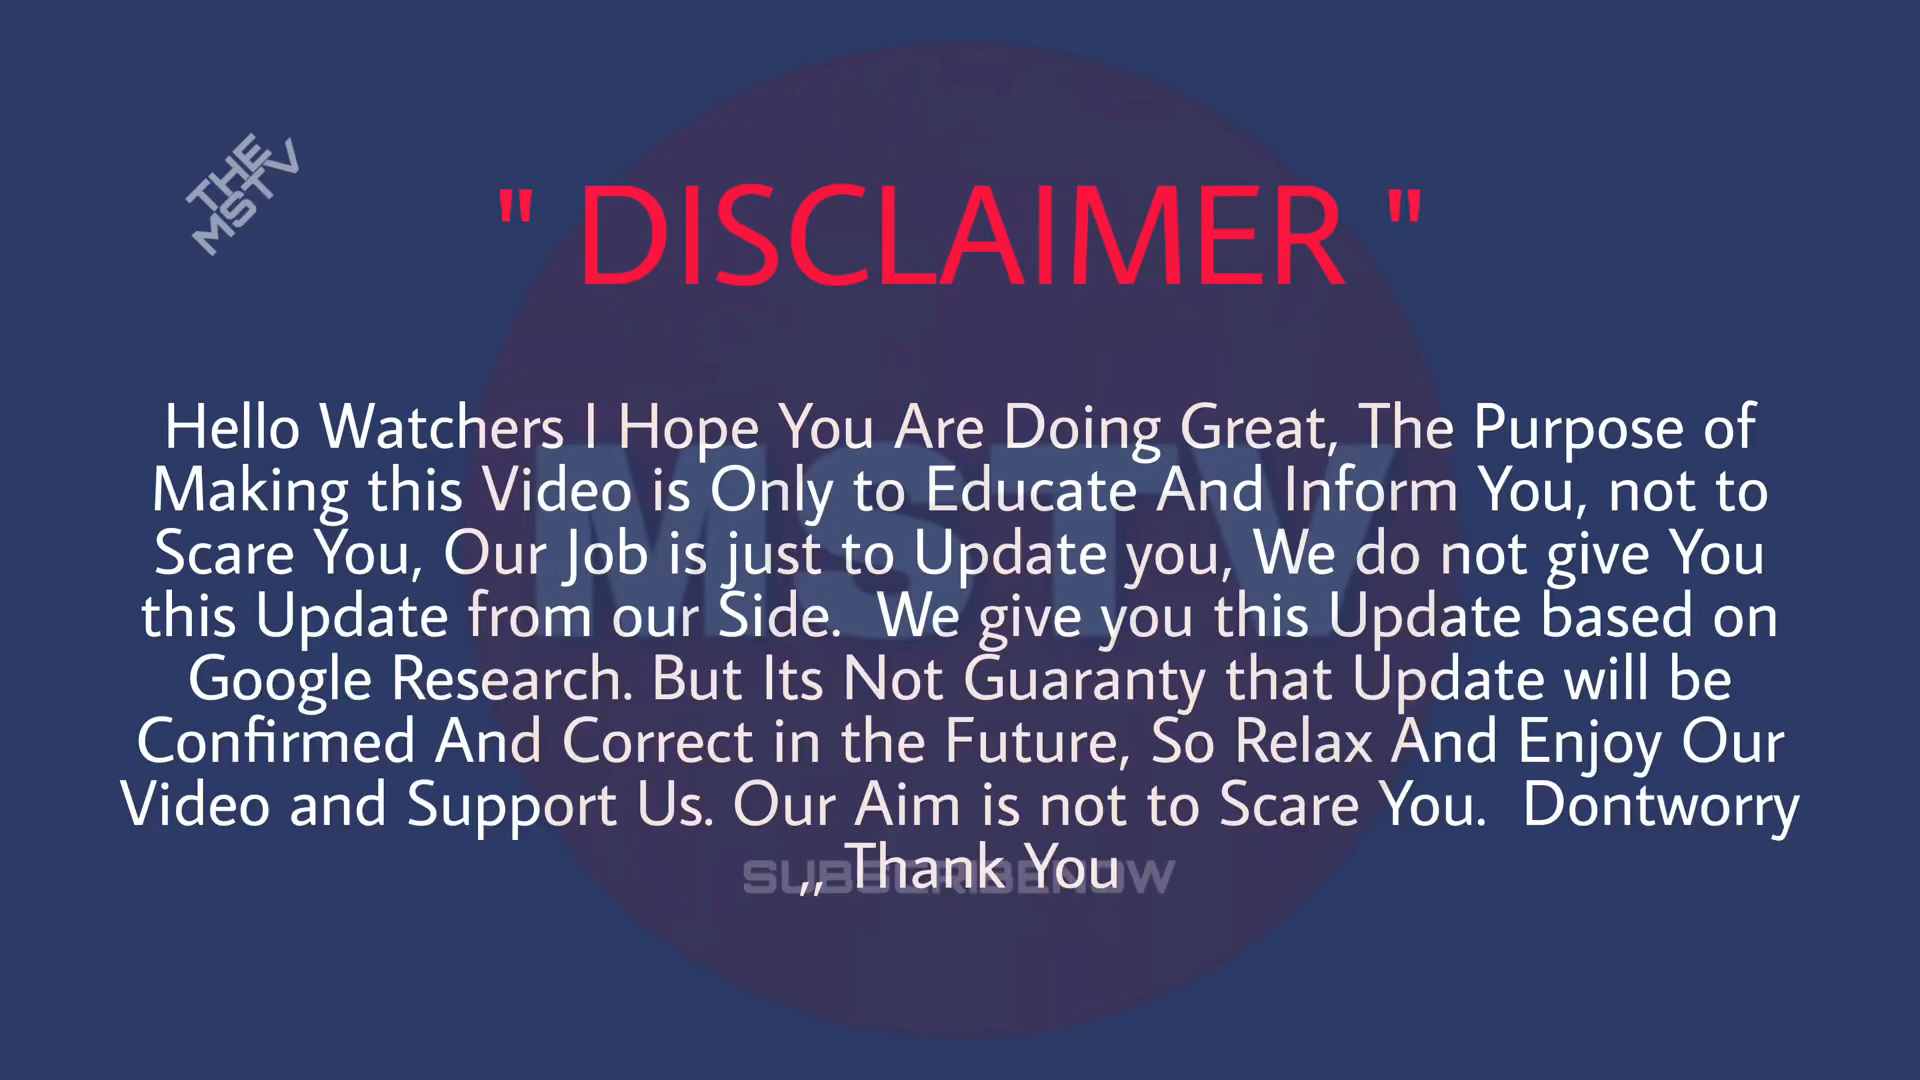 THE
MSTV
" DISCLAIMER "
Hello Watchers I Hope You Are Doing Great, The Purpose of
Making this Video is Only to Educate And Inform You, not to
Scare You, Our Job is just to Update you, We do not give You
this Update from our Side.  We give you this Update based on
Google Research. But Its Not Guaranty that Update will be
Confirmed And Correct in the Future, So Relax And Enjoy Our
Video and Support Us. Our Aim is not to Scare You.  Dontworry
,, Thank You
MSTV
SUBSCRIBENOW